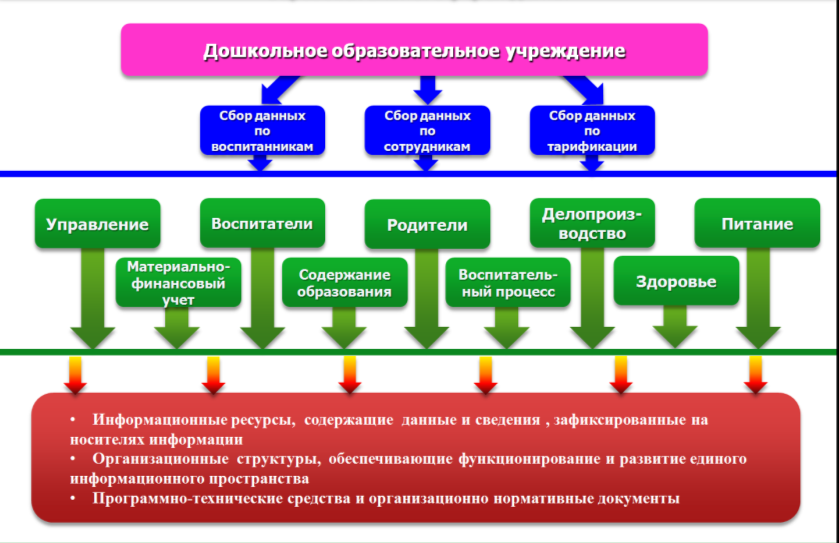 Дошкольное образовательное учреждение
Сбор данных
по
воспитанникам
Сбор данных
по
сотрудникам
Сбор данных
по
тарификации
Управление
Воспитатели
Родители
Делопроиз-
водство
Питание
Материально-
финансовый
учет
Содержание
образования
Воспитатель-
ный процесс
Здоровье
• Информационные ресурсы, содержащие данные и сведения , зафиксированные на
носителях информации
• Организационные структуры, обеспечивающие функционирование и развитие единого
информационного пространства
• Программно-технические средства и организационно нормативные документы